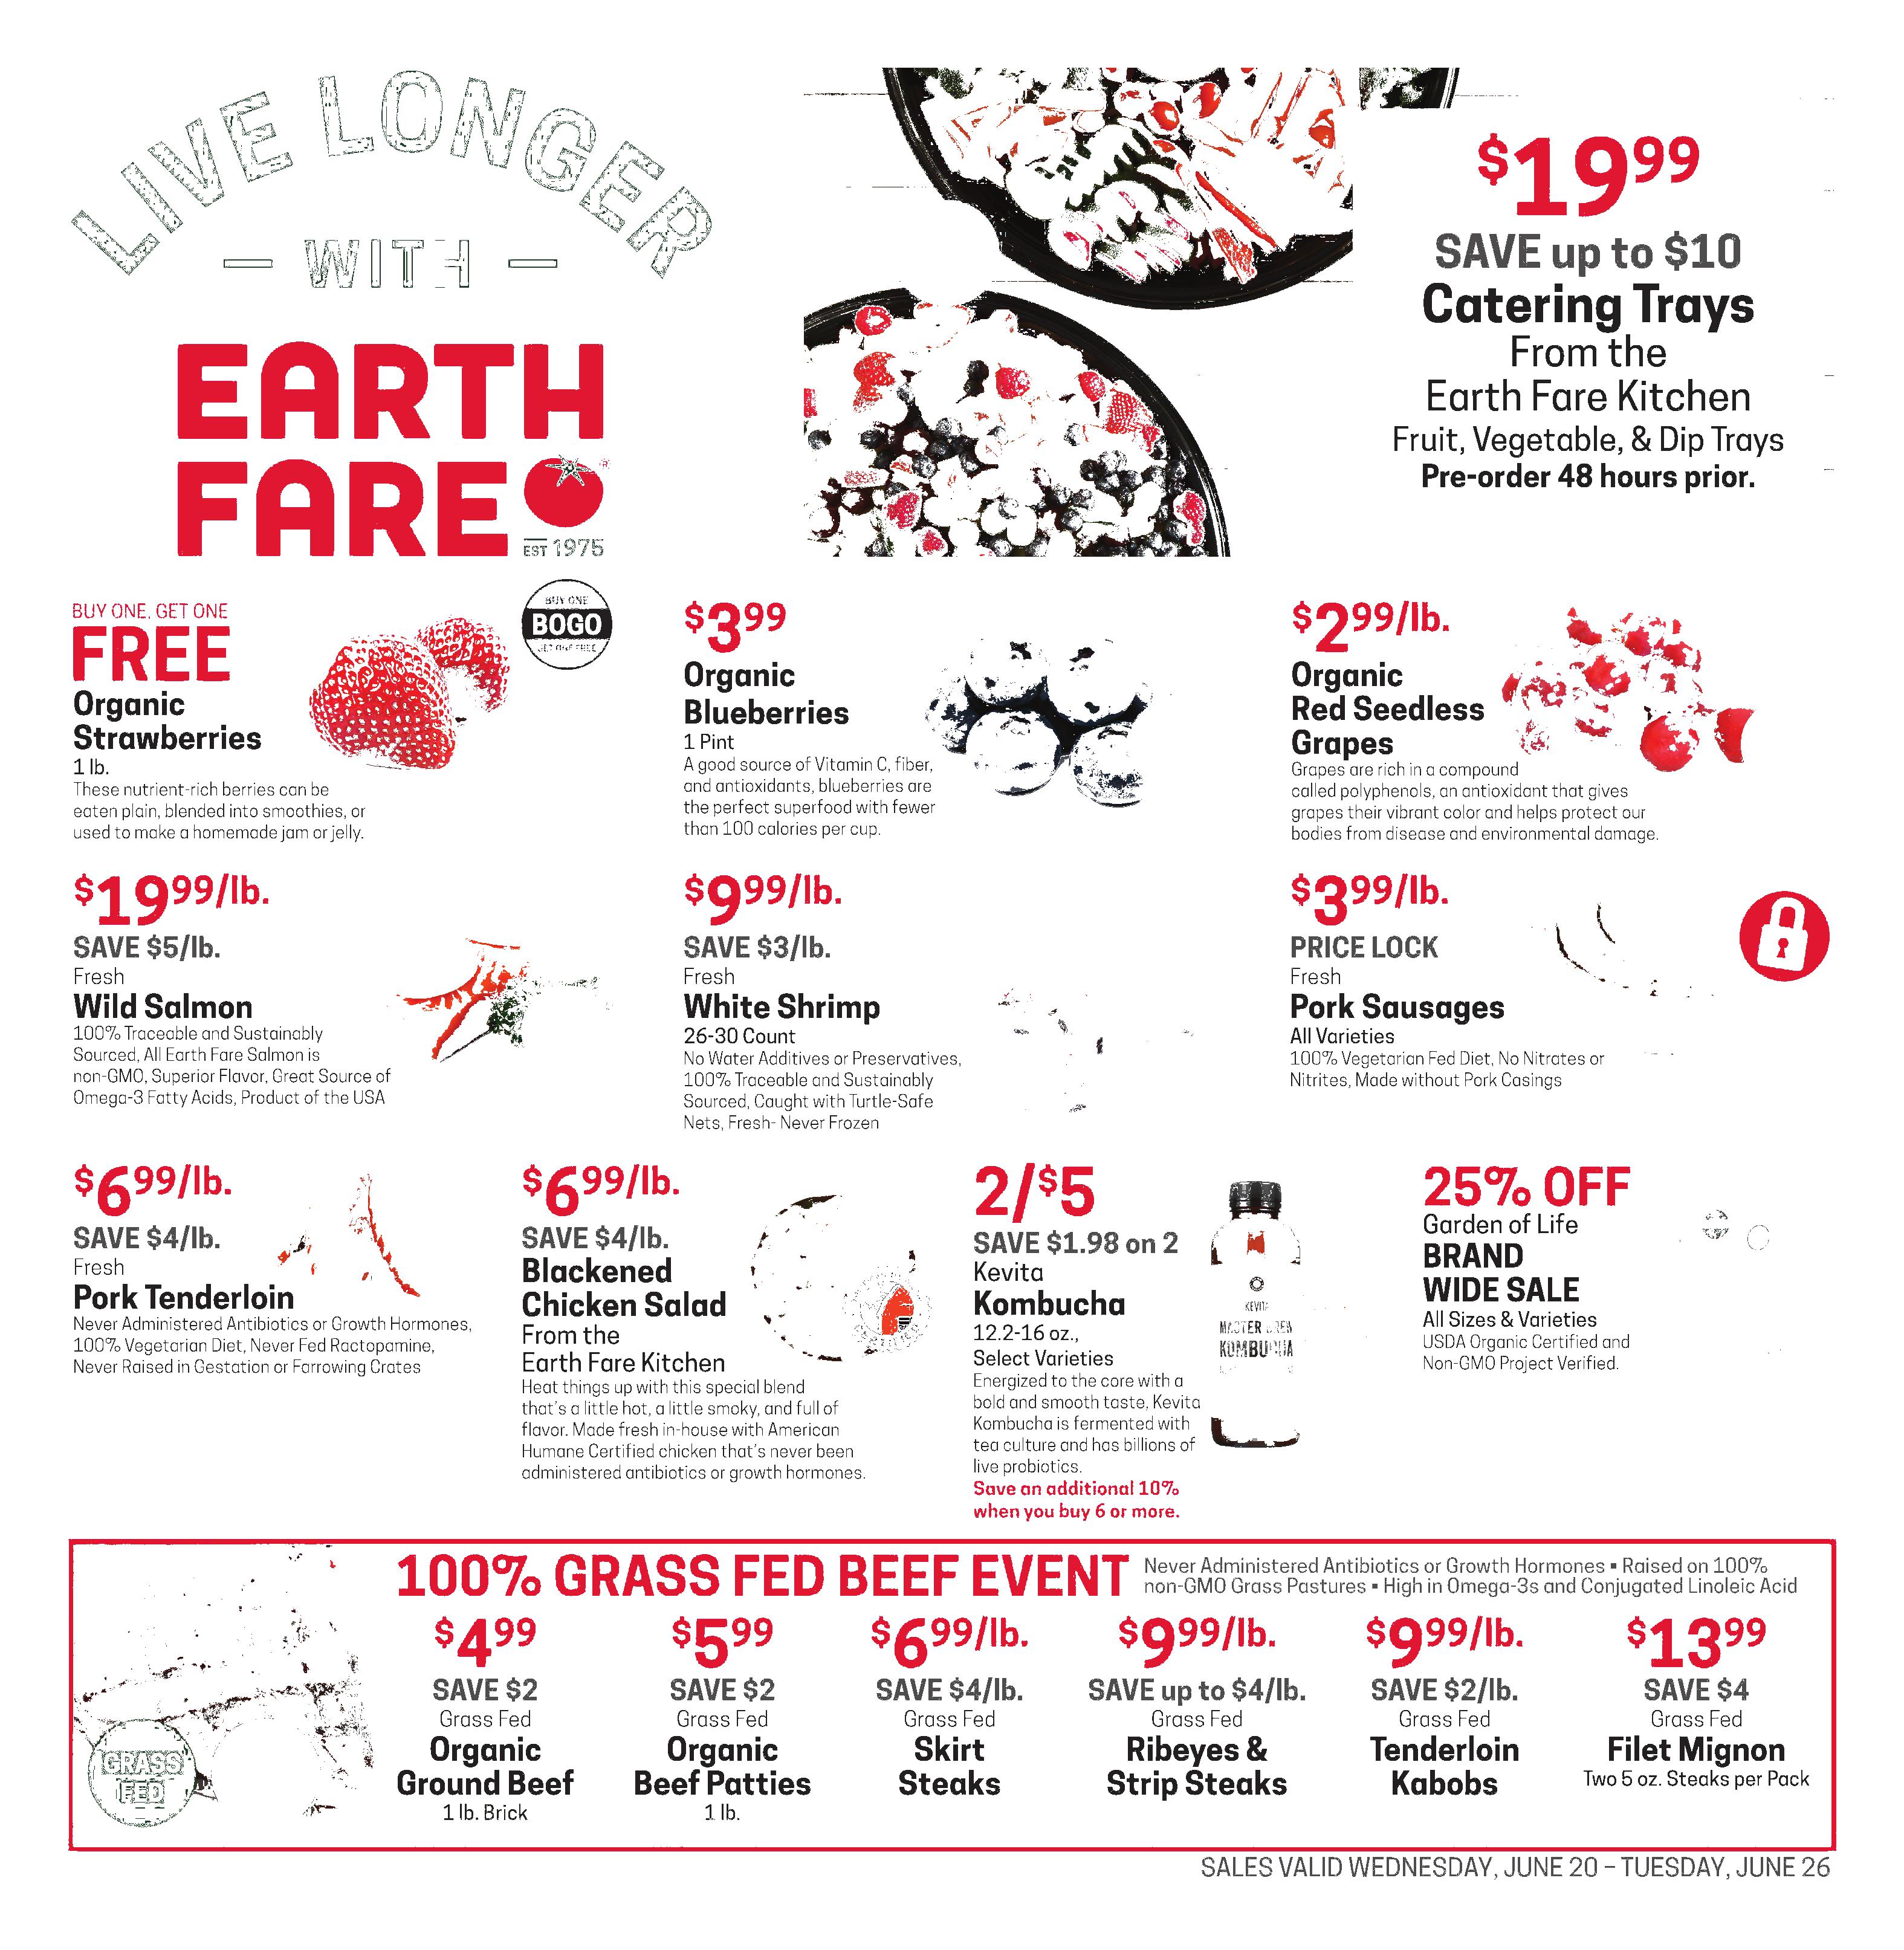 LIVE LONGER
— WITH —
EARTH
FARE
EST 1975
$19.99
SAVE up to $10
Catering Trays
From the
Earth Fare Kitchen
Fruit, Vegetable, & Dip Trays
Pre-order 48 hours prior.
BUY ONE, GET ONE
FREE
Organic
Strawberries
1 lb.
These nutrient-rich berries can be
eaten plain, blended into smoothies, or
used to make a homemade jam or jelly.
BUY ONE
BOGO
GET ONE FREE
$3.99
Organic
Blueberries
1 Pint
A good source of Vitamin C, fiber,
and antioxidants, blueberries are
the perfect superfood with fewer
than 100 calories per cup.
$2.99/lb.
Organic
Red Seedless
Grapes
Grapes are rich in a compound
called polyphenols, an antioxidant that gives
grapes their vibrant color and helps protect our
bodies from disease and environmental damage.
$19.99/lb.
SAVE $5/lb.
Fresh
Wild Salmon
100% Traceable and Sustainably
Sourced, All Earth Fare Salmon is
non-GMO, Superior Flavor, Great Source of
Omega-3 Fatty Acids, Product of the USA
$9.99/lb.
SAVE $3/lb.
Fresh
White Shrimp
26-30 Count
No Water Additives or Preservatives,
100% Traceable and Sustainably
Sourced, Caught with Turtle-Safe
Nets, Fresh- Never Frozen
$3.99/lb.
PRICE LOCK
Fresh
Pork Sausages
All Varieties
100% Vegetarian Fed Diet, No Nitrates or
Nitrites, Made without Pork Casings
$6.99/lb.
SAVE $4/lb.
Fresh
Pork Tenderloin
Never Administered Antibiotics or Growth Hormones,
100% Vegetarian Diet, Never Fed Ractopamine,
Never Raised in Gestation or Farrowing Crates
$6.99/lb.
SAVE $4/lb.
Blackened
Chicken Salad
From the
Earth Fare Kitchen
Heat things up with this special blend
that's a little hot, a little smoky, and full of
flavor. Made fresh in-house with American
Humane Certified chicken that's never been
administered antibiotics or growth hormones.
2/$5
SAVE $1.98 on 2
Kevita
Kombucha
12.2-16 oz.,
Select Varieties
Energized to the core with a
bold and smooth taste, Kevita
Kombucha is fermented with
tea culture and has billions of
live probiotics.
Save an additional 10%
when you buy 6 or more.
KEVITA
MASTER BREW
KOMBUCHA
25% OFF
Garden of Life
BRAND
WIDE SALE
All Sizes & Varieties
USDA Organic Certified and
Non-GMO Project Verified.
GRASS
FED
100% GRASS FED BEEF EVENT
Never Administered Antibiotics or Growth Hormones ▪ Raised on 100%
non-GMO Grass Pastures ▪ High in Omega-3s and Conjugated Linoleic Acid
$4.99
SAVE $2
Grass Fed
Organic
Ground Beef
1 lb. Brick
$5.99
SAVE $2
Grass Fed
Organic
Beef Patties
1 lb.
$6.99/lb.
SAVE $4/lb.
Grass Fed
Skirt
Steaks
$9.99/lb.
SAVE up to $4/lb.
Grass Fed
Ribeyes &
Strip Steaks
$9.99/lb.
SAVE $2/lb.
Grass Fed
Tenderloin
Kabobs
$13.99
SAVE $4
Grass Fed
Filet Mignon
Two 5 oz. Steaks per Pack
SALES VALID WEDNESDAY, JUNE 20 – TUESDAY, JUNE 26